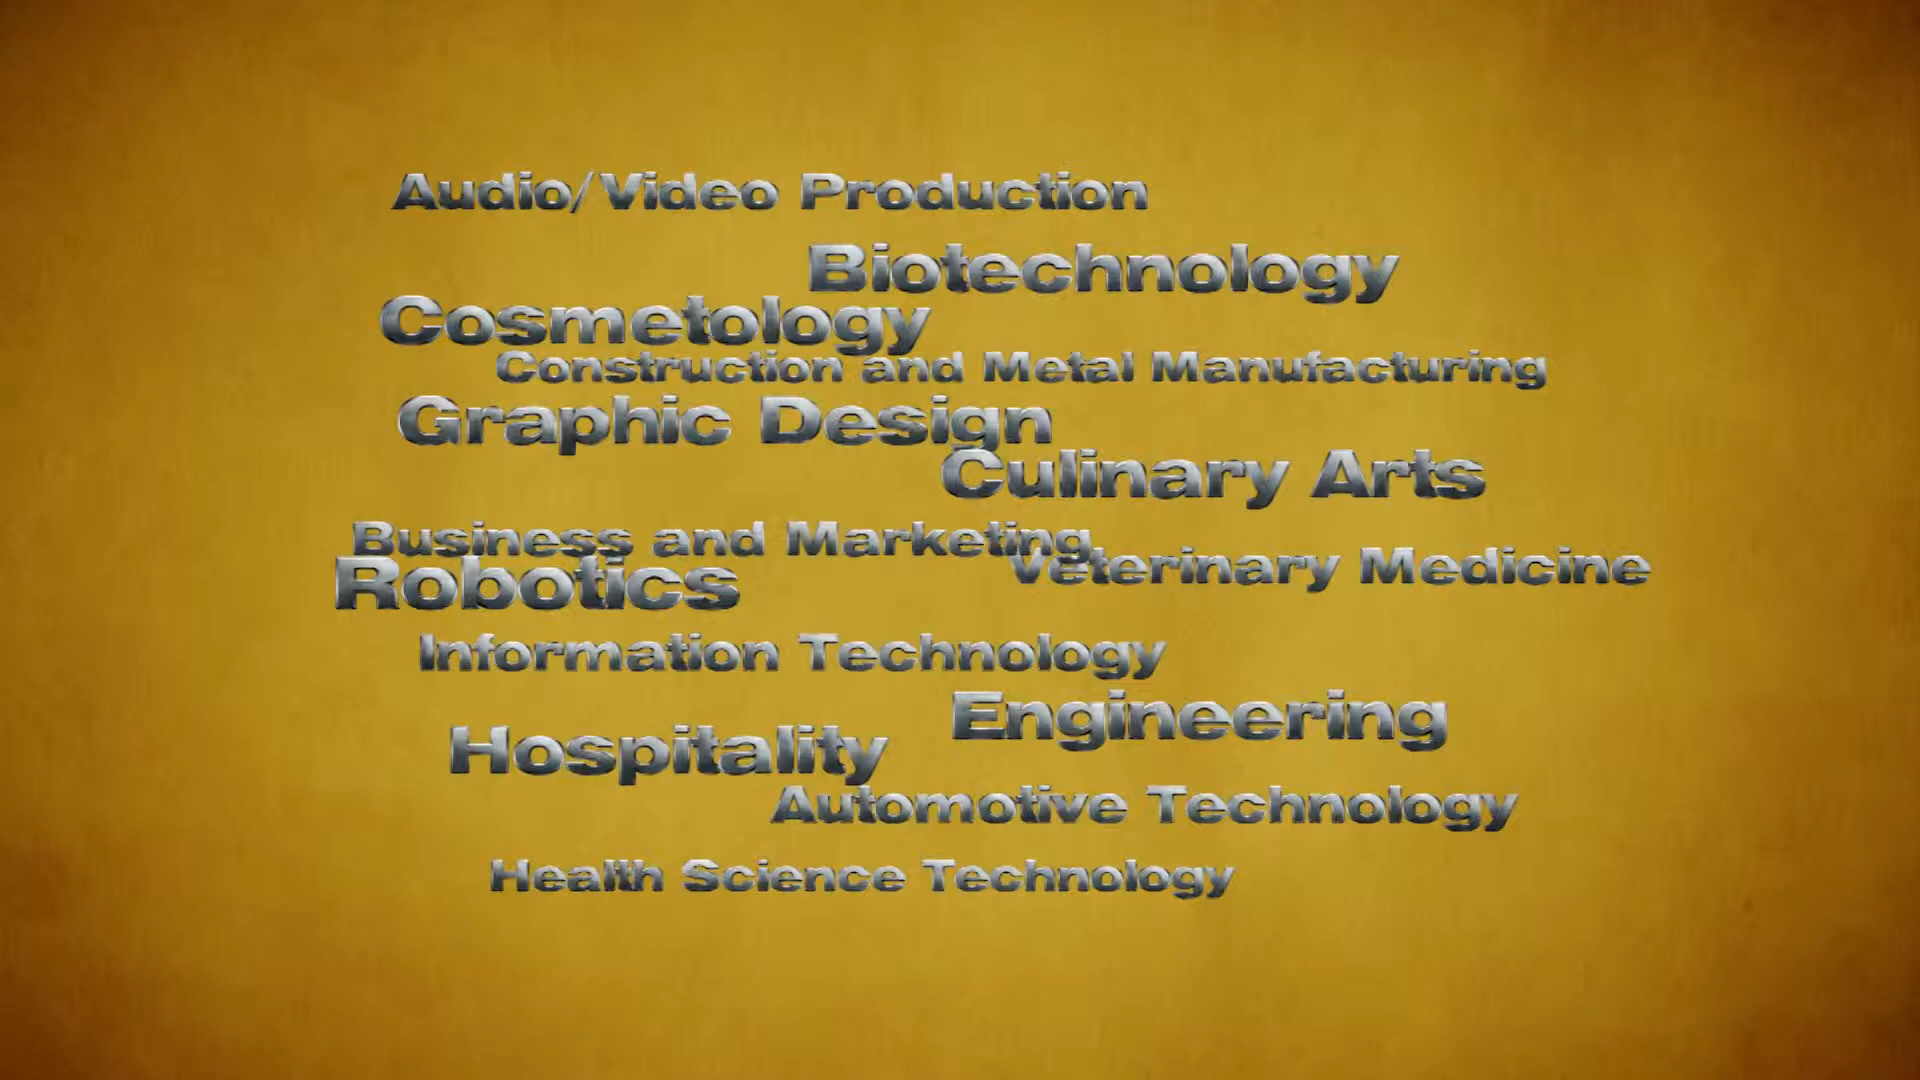 Audio/Video Production
Biotechnology
Cosmetology
Construction and Metal Manufacturing
Graphic Design
Culinary Arts
Business and Marketing
Veterinary Medicine
Robotics
Information Technology
Engineering
Hospitality
Automotive Technology
Health Science Technology